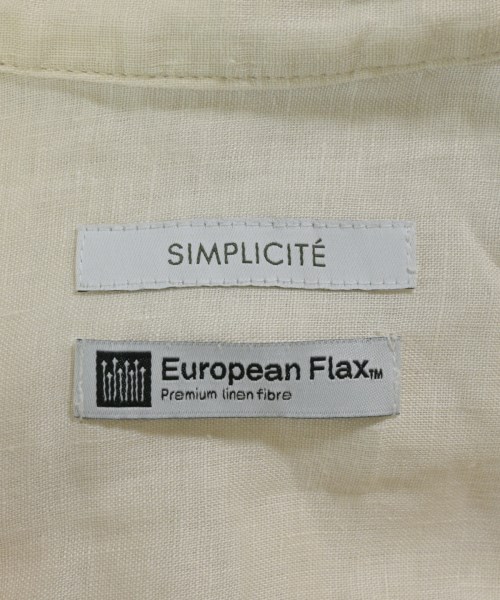 SIMPLICITÉ
European Flax™
Premium linen fibre